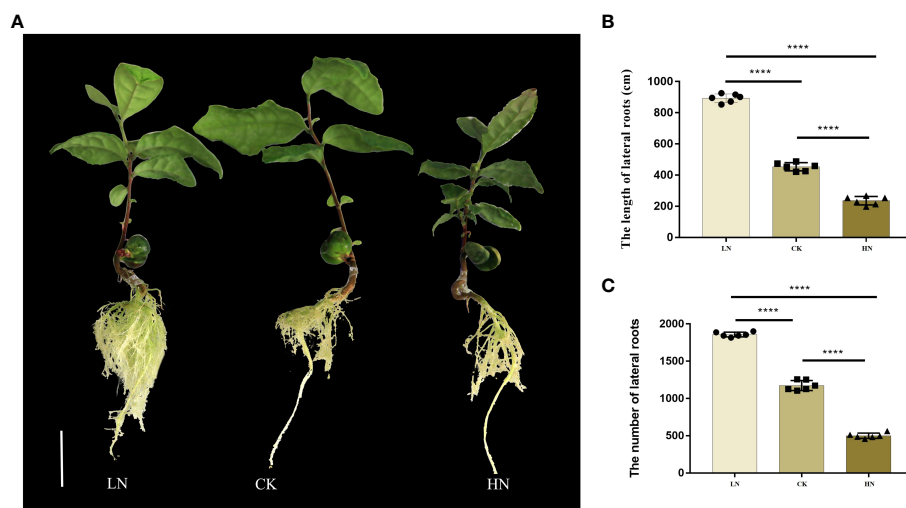 A
LN
CK
HN
B
****
****
****
The length of lateral roots (cm)
1000
800
600
400
200
0
LN
CK
HN
C
****
****
****
The number of lateral roots
2000
1500
1000
500
0
LN
CK
HN